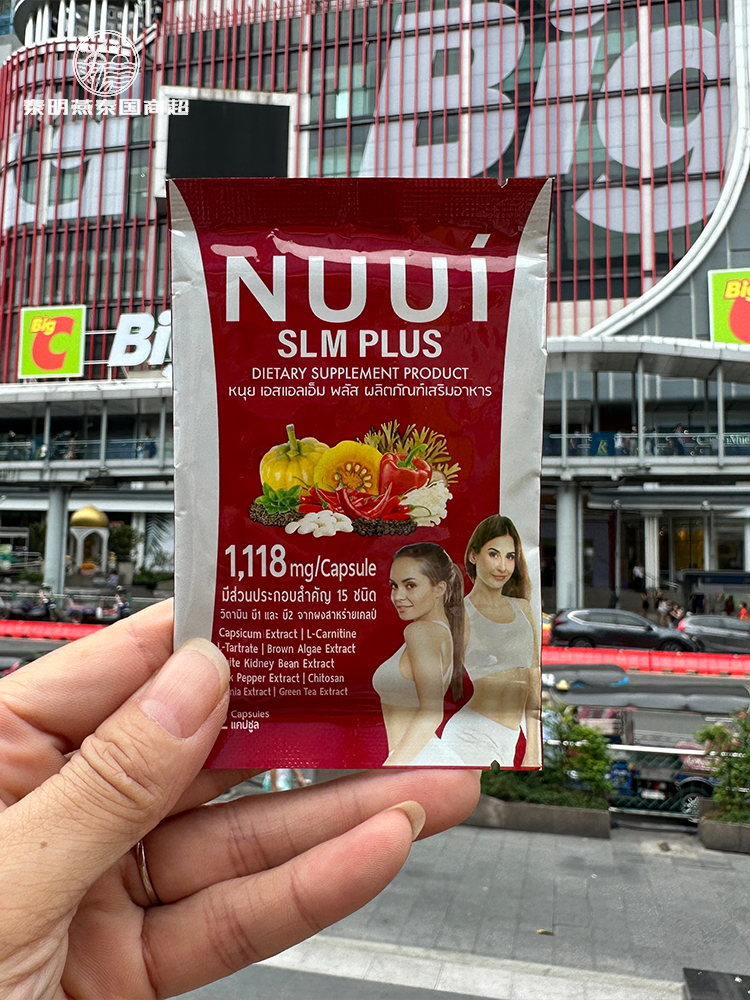 泰明燕泰国商超
Big
Big C
Big
Big
NUUÍ
SLM PLUS
DIETARY SUPPLEMENT PRODUCT
หนุย เอสแอลเอ็ม พลัส ผลิตภัณฑ์เสริมอาหาร
1,118 mg/Capsule
มีส่วนประกอบสำคัญ 15 ชนิด
วิตามิน บี1 และ บี2 จากผงสาหร่ายเคลป์
Capsicum Extract | L-Carnitine
L-Tartrate | Brown Algae Extract
Kidney Bean Extract
Pepper Extract | Chitosan
Extract | Green Tea Extract
Capsules
แคปซูล